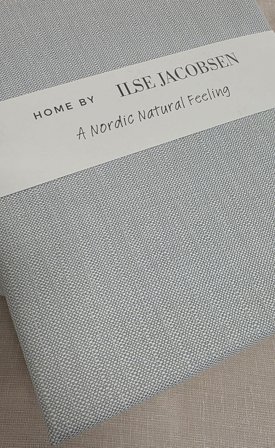 HOME BY ILSE JACOBSEN
A Nordic Natural Feeling